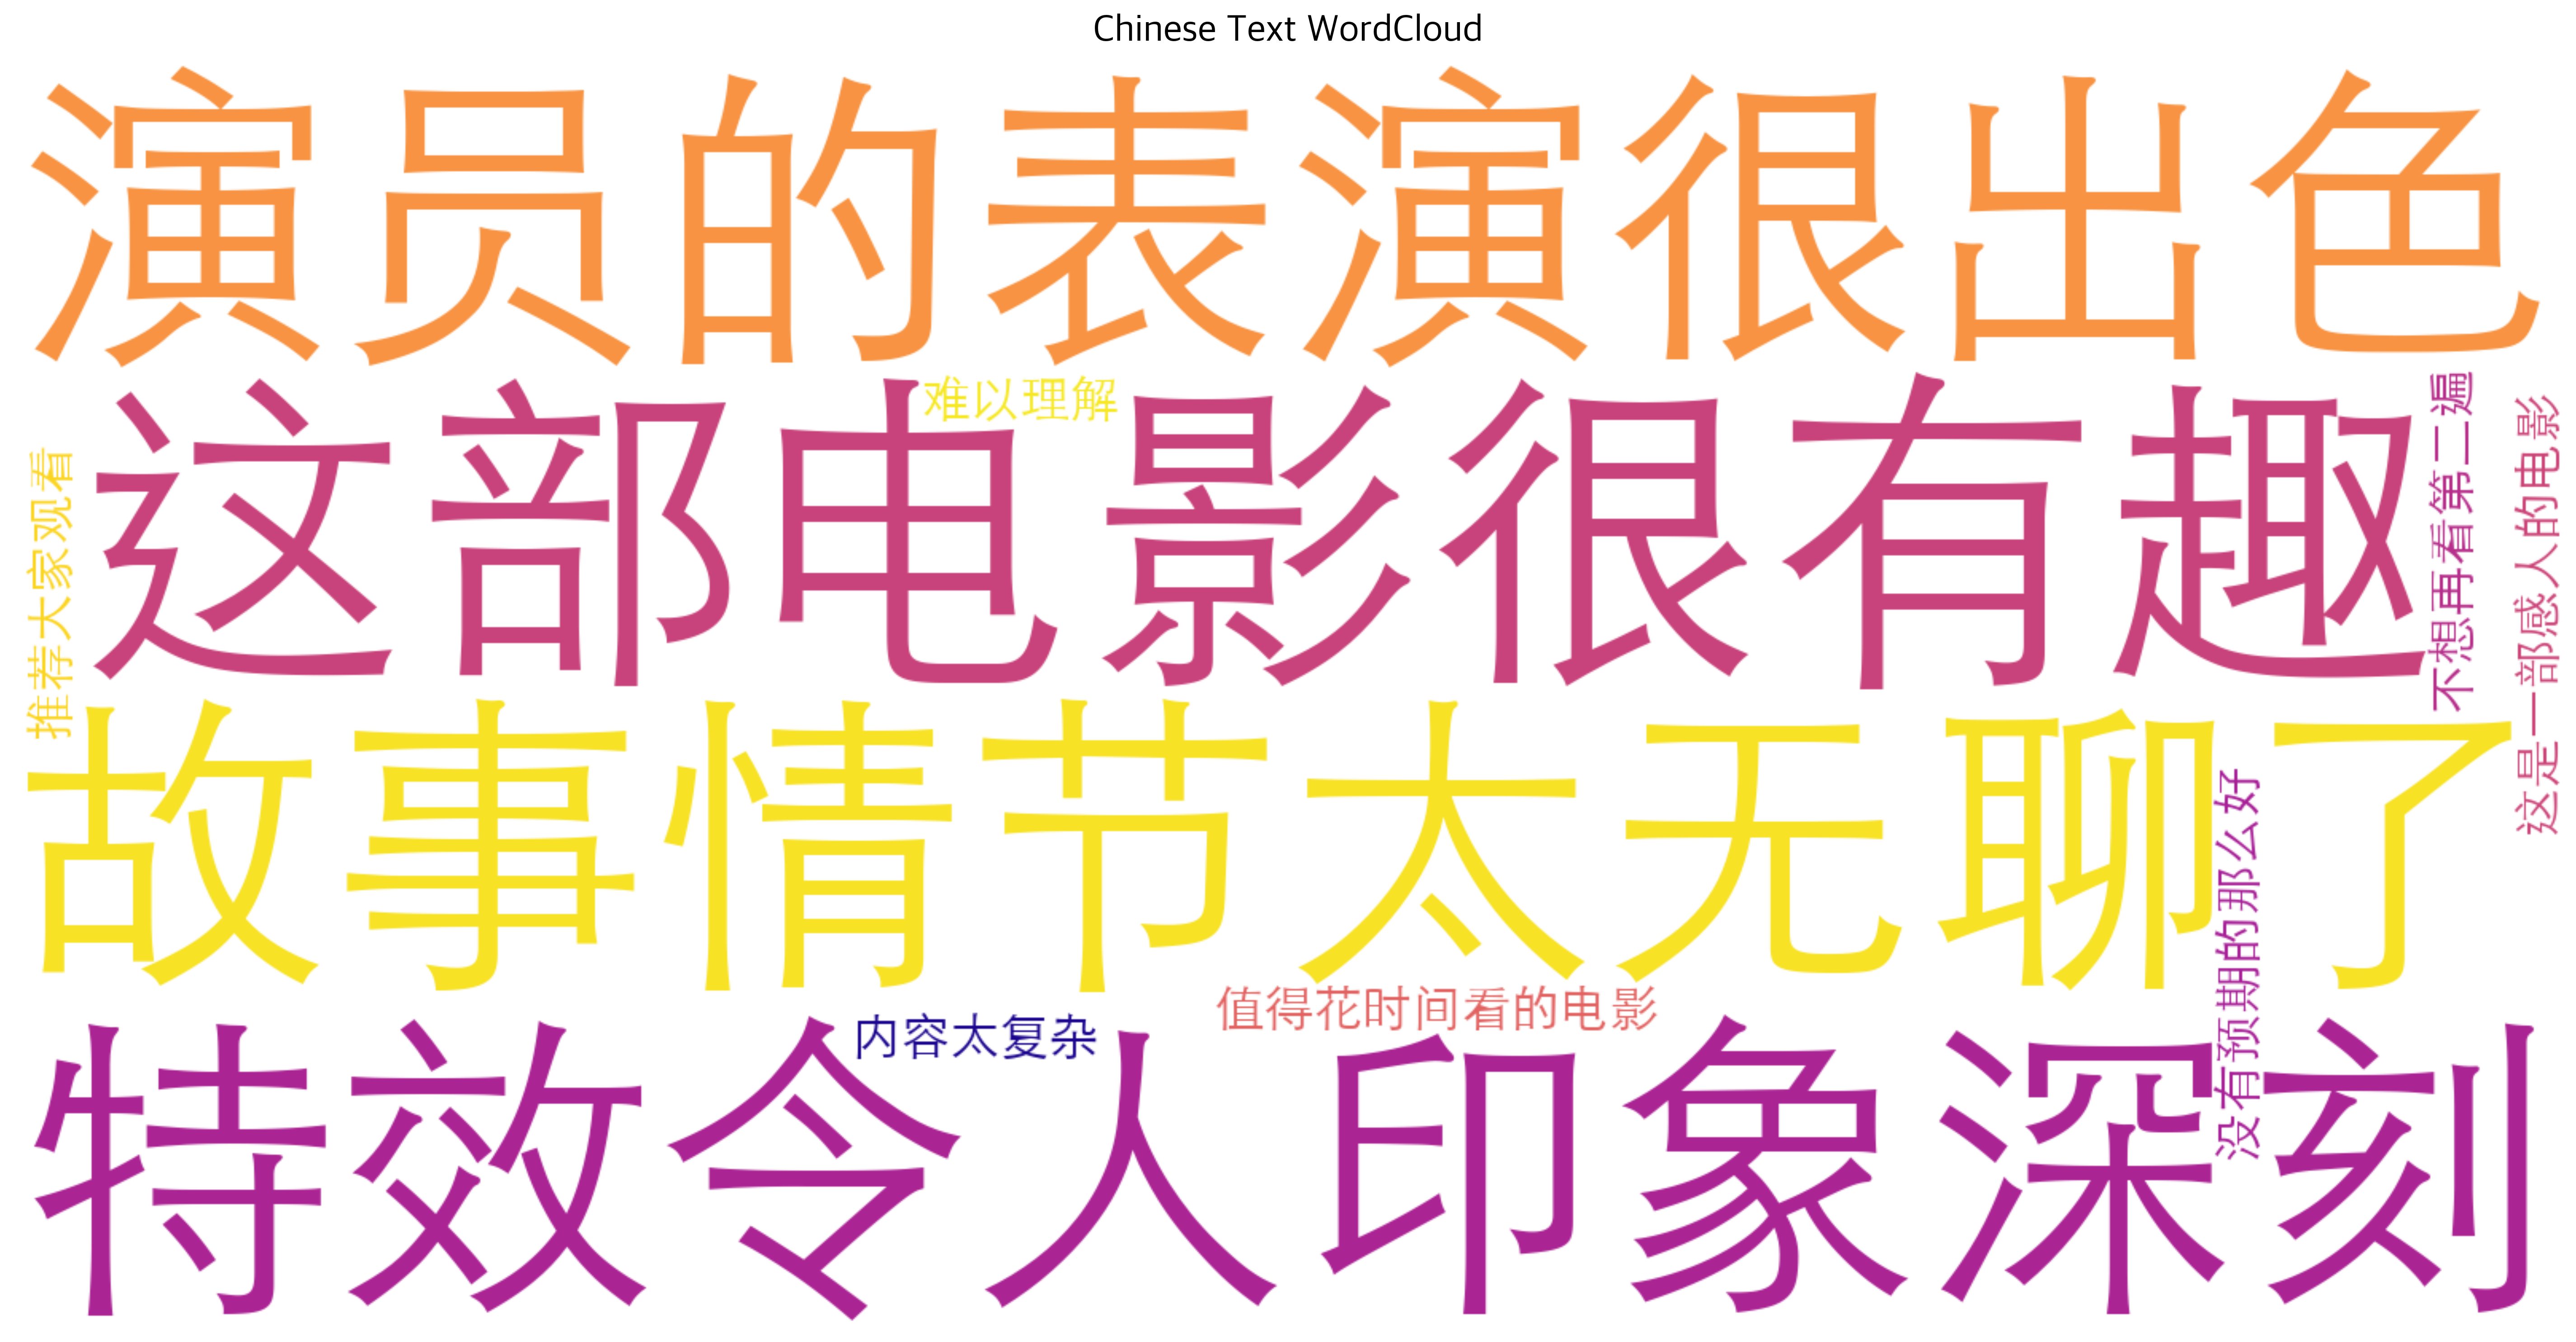 Chinese Text WordCloud
演员的表演很出色
难以理解
这部电影很有趣
推荐大家观看
不想再看第二遍
这是一部感人的电影
故事情节太无聊了
没有预期的那么好
值得花时间看的电影
内容太复杂
特效令人印象深刻